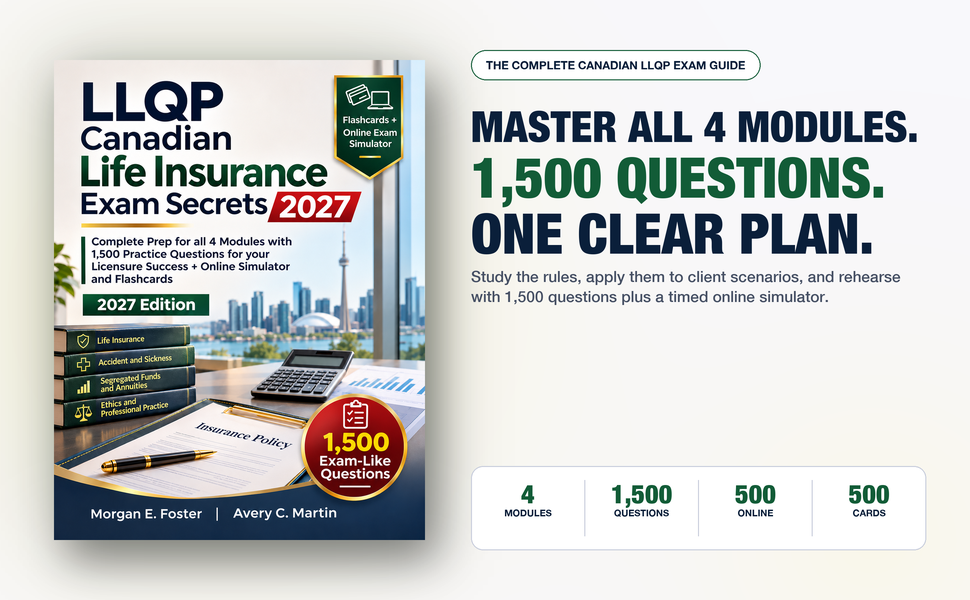 LLQP
Canadian
Life Insurance
Exam Secrets 2027
Flashcards +
Online Exam
Simulator
Complete Prep for all 4 Modules with
1,500 Practice Questions for your
Licensure Success + Online Simulator
and Flashcards
2027 Edition
Life Insurance
Accident and Sickness
Segregated Funds
and Annuities
Ethics and
Professional Practice
Insurance Policy
1,500
Exam-Like
Questions
Morgan E. Foster | Avery C. Martin
THE COMPLETE CANADIAN LLQP EXAM GUIDE
MASTER ALL 4 MODULES.
1,500 QUESTIONS.
ONE CLEAR PLAN.
Study the rules, apply them to client scenarios, and rehearse
with 1,500 questions plus a timed online simulator.
4
MODULES
1,500
QUESTIONS
500
ONLINE
500
CARDS